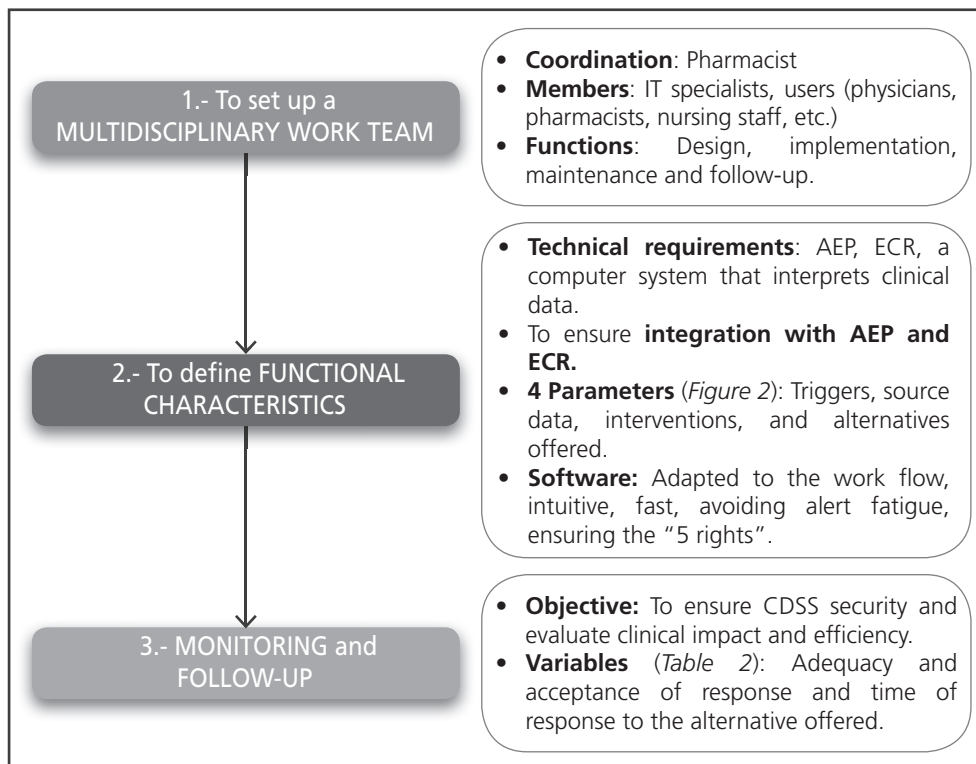 1.- To set up a
MULTIDISCIPLINARY WORK TEAM
• Coordination: Pharmacist
• Members: IT specialists, users (physicians,
pharmacists, nursing staff, etc.)
• Functions: Design, implementation,
maintenance and follow-up.
2.- To define FUNCTIONAL
CHARACTERISTICS
• Technical requirements: AEP, ECR, a
computer system that interprets clinical
data.
• To ensure integration with AEP and
ECR.
• 4 Parameters (Figure 2): Triggers, source
data, interventions, and alternatives
offered.
• Software: Adapted to the work flow,
intuitive, fast, avoiding alert fatigue,
ensuring the “5 rights”.
3.- MONITORING and
FOLLOW-UP
• Objective: To ensure CDSS security and
evaluate clinical impact and efficiency.
• Variables (Table 2): Adequacy and
acceptance of response and time of
response to the alternative offered.